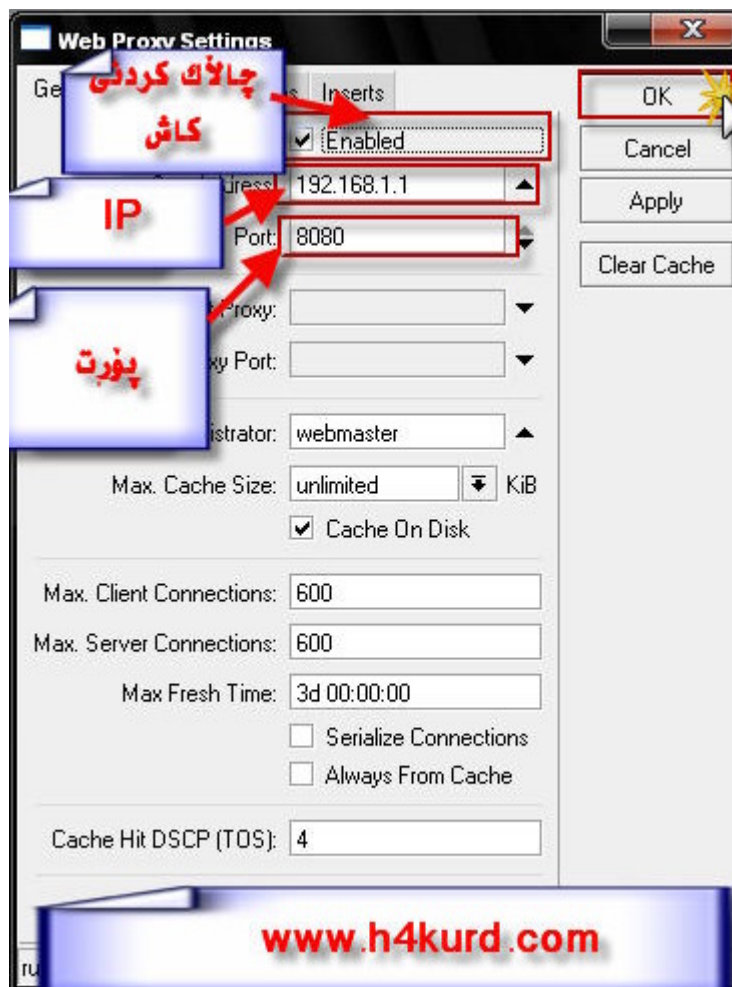 Web Proxy Settings
چالاك كردنى
كاش
Inserts
OK
Enabled
Cancel
192.168.1.1
Apply
IP
Port: 8080
Clear Cache
Proxy:
پۆرت
Port:
webmaster
Max. Cache Size: unlimited KiB
Cache On Disk
Max. Client Connections: 600
Max. Server Connections: 600
Max Fresh Time: 3d 00:00:00
Serialize Connections
Always From Cache
Cache Hit DSCP (TOS): 4
www.h4kurd.com